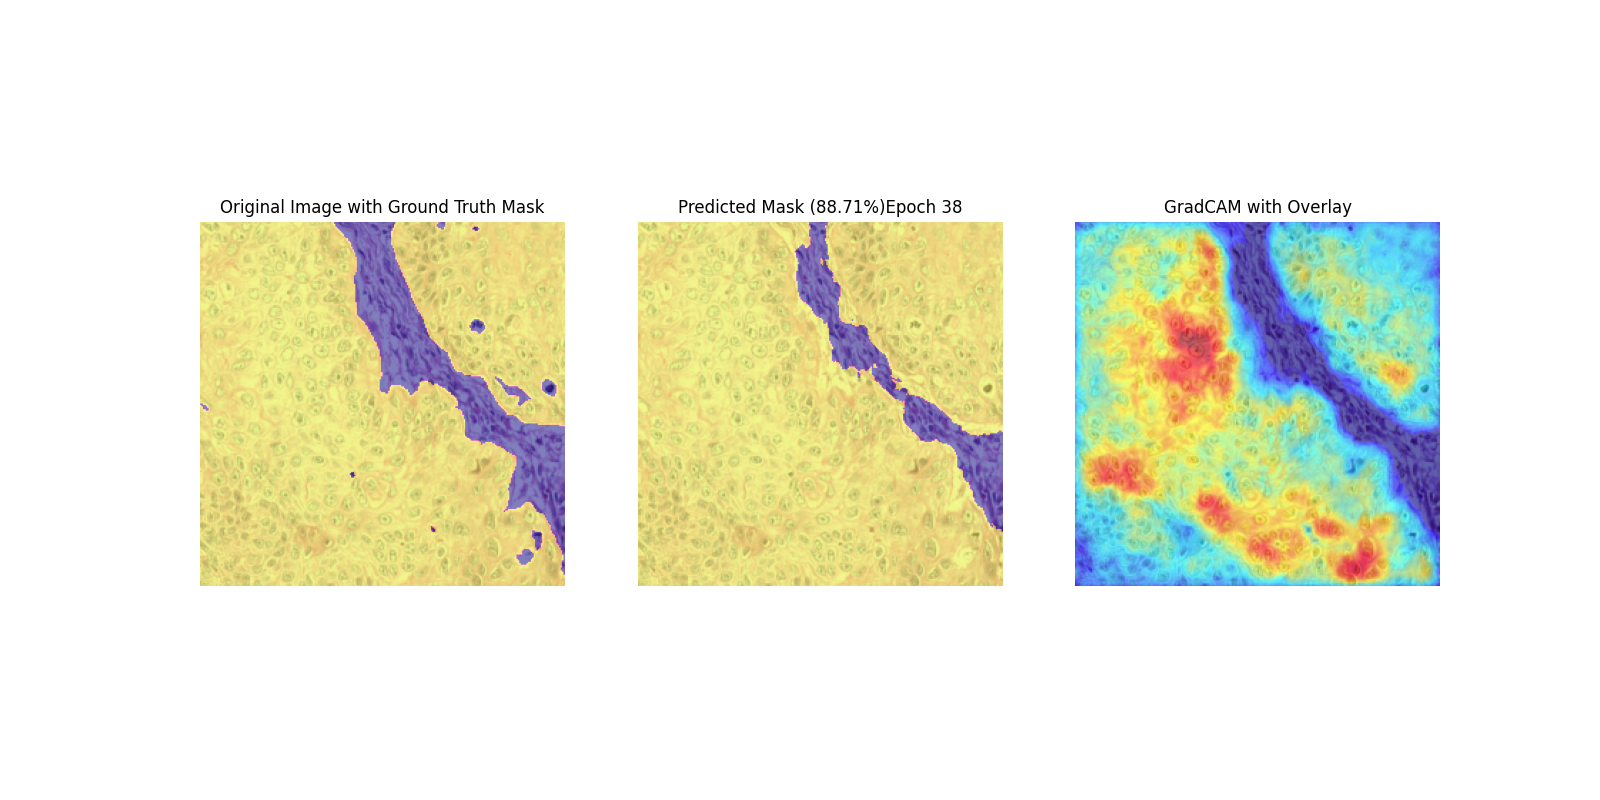 Original Image with Ground Truth Mask
Predicted Mask (88.71%)Epoch 38
GradCAM with Overlay